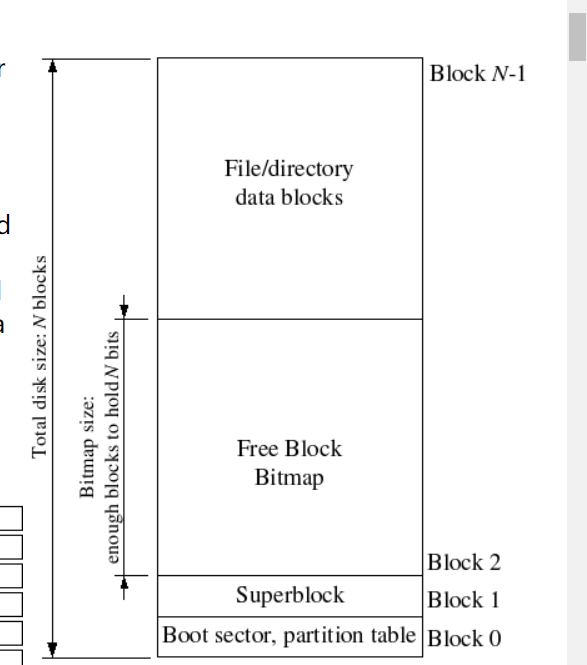 r
d
a
Block N-1
File/directory
data blocks
Total disk size: N blocks
Bitmap size:
enough blocks to hold N bits
Free Block
Bitmap
Block 2
Superblock
Block 1
Boot sector, partition table
Block 0